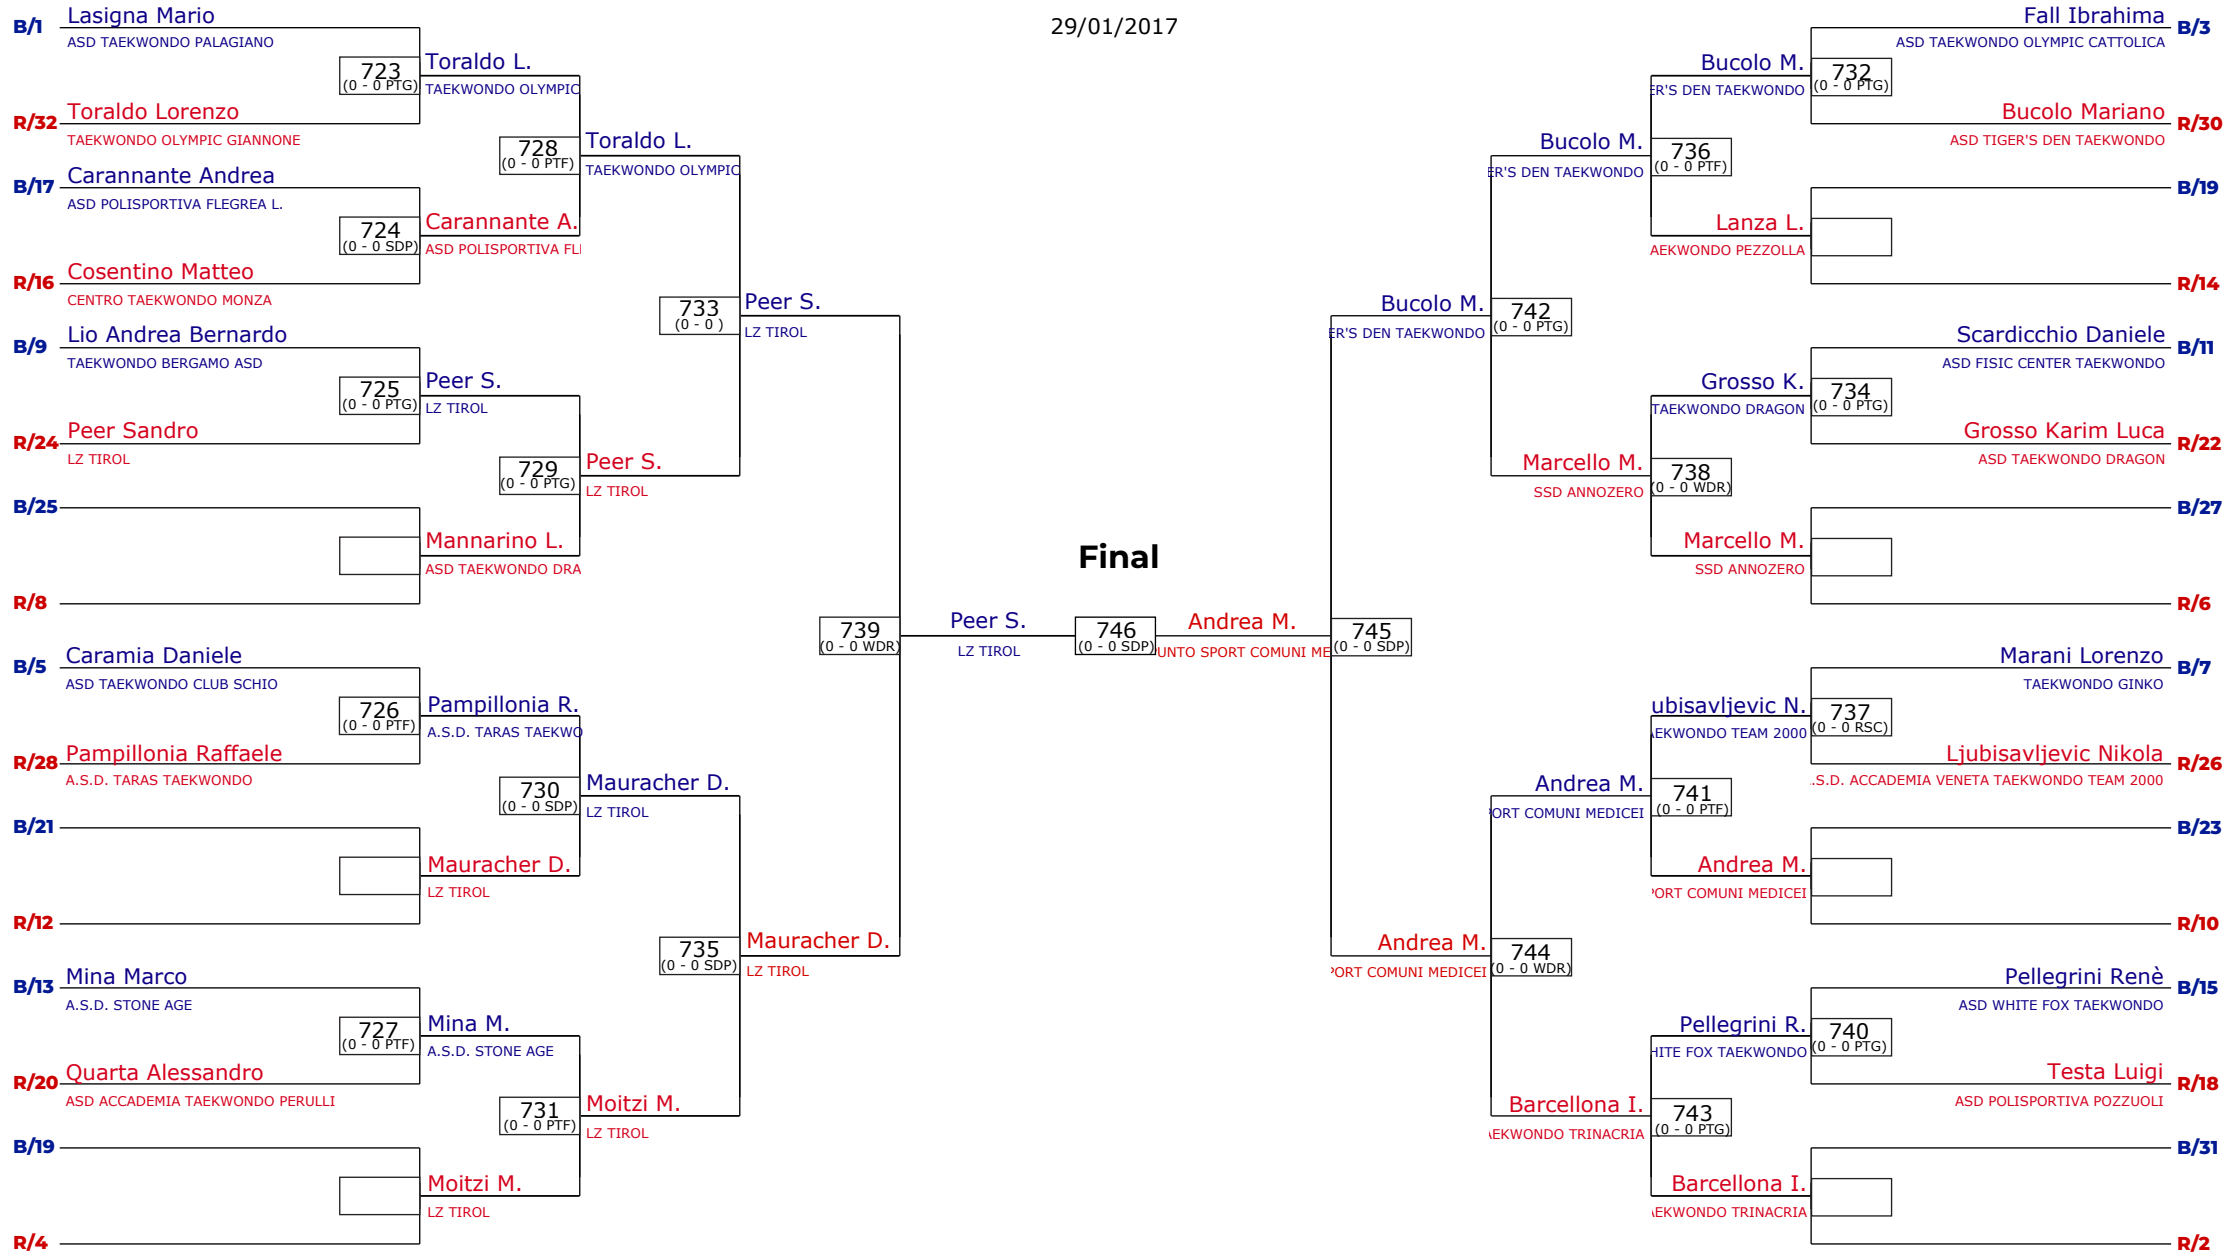 29/01/2017
B/1
Lasigna Mario
ASD TAEKWONDO PALAGIANO
723
(0 - 0 PTG)
Toraldo L.
TAEKWONDO OLYMPIC
R/32
Toraldo Lorenzo
TAEKWONDO OLYMPIC GIANNONE
728
(0 - 0 PTF)
Toraldo L.
TAEKWONDO OLYMPIC
B/17
Carannante Andrea
ASD POLISPORTIVA FLEGREA L.
724
(0 - 0 SDP)
Carannante A.
ASD POLISPORTIVA FLI
R/16
Cosentino Matteo
CENTRO TAEKWONDO MONZA
733
(0 - 0 )
Peer S.
LZ TIROL
B/9
Lio Andrea Bernardo
TAEKWONDO BERGAMO ASD
725
(0 - 0 PTG)
Peer S.
LZ TIROL
R/24
Peer Sandro
LZ TIROL
729
(0 - 0 PTG)
Peer S.
LZ TIROL
B/25
Mannarino L.
ASD TAEKWONDO DRA
R/8
739
(0 - 0 WDR)
Peer S.
LZ TIROL
B/5
Caramia Daniele
ASD TAEKWONDO CLUB SCHIO
726
(0 - 0 PTF)
Pampillonia R.
A.S.D. TARAS TAEKWO
R/28
Pampillonia Raffaele
A.S.D. TARAS TAEKWONDO
730
(0 - 0 SDP)
Mauracher D.
LZ TIROL
B/21
Mauracher D.
LZ TIROL
R/12
735
(0 - 0 SDP)
Mauracher D.
LZ TIROL
B/13
Mina Marco
A.S.D. STONE AGE
727
(0 - 0 PTF)
Mina M.
A.S.D. STONE AGE
R/20
Quarta Alessandro
ASD ACCADEMIA TAEKWONDO PERULLI
731
(0 - 0 PTF)
Moitzi M.
LZ TIROL
B/19
Moitzi M.
LZ TIROL
R/4
Final
746
(0 - 0 SDP)
Andrea M.
UNTO SPORT COMUNI ME
745
(0 - 0 SDP)
Fall Ibrahima
B/3
ASD TAEKWONDO OLYMPIC CATTOLICA
Bucolo M.
ER'S DEN TAEKWONDO
732
(0 - 0 PTG)
Bucolo Mariano
R/30
ASD TIGER'S DEN TAEKWONDO
Bucolo M.
ER'S DEN TAEKWONDO
736
(0 - 0 PTF)
B/19
Lanza L.
AEKWONDO PEZZOLLA
R/14
Bucolo M.
ER'S DEN TAEKWONDO
742
(0 - 0 PTG)
Scardicchio Daniele
B/11
ASD FISIC CENTER TAEKWONDO
Grosso K.
TAEKWONDO DRAGON
734
(0 - 0 PTG)
Grosso Karim Luca
R/22
ASD TAEKWONDO DRAGON
Marcello M.
SSD ANNOZERO
738
(0 - 0 WDR)
B/27
Marcello M.
SSD ANNOZERO
R/6
Marani Lorenzo
B/7
TAEKWONDO GINKO
ubisavljevic N.
EKWONDO TEAM 2000
737
(0 - 0 RSC)
Ljubisavljevic Nikola
R/26
.S.D. ACCADEMIA VENETA TAEKWONDO TEAM 2000
Andrea M.
ORT COMUNI MEDICEI
741
(0 - 0 PTF)
B/23
Andrea M.
PORT COMUNI MEDICEI
R/10
Andrea M.
PORT COMUNI MEDICEI
744
(0 - 0 WDR)
Pellegrini Renè
B/15
ASD WHITE FOX TAEKWONDO
Pellegrini R.
HITE FOX TAEKWONDO
740
(0 - 0 PTG)
Testa Luigi
R/18
ASD POLISPORTIVA POZZUOLI
Barcellona I.
EKWONDO TRINACRIA
743
(0 - 0 PTG)
B/31
Barcellona I.
EKWONDO TRINACRIA
R/2